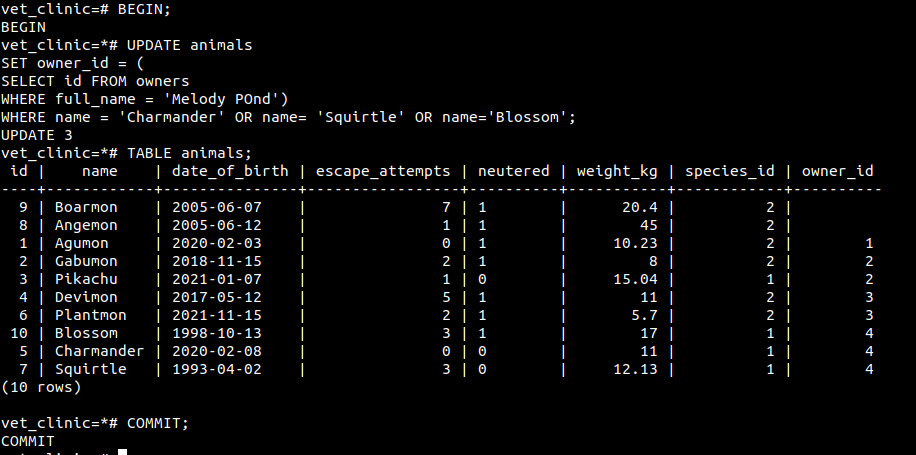 vet_clinic=# BEGIN;
BEGIN
vet_clinic=*# UPDATE animals
SET owner_id = (
SELECT id FROM owners
WHERE full_name = 'Melody POnd')
WHERE name = 'Charmander' OR name= 'Squirtle' OR name='Blossom';
UPDATE 3
vet_clinic=*# TABLE animals;
 id |    name    | date_of_birth | escape_attempts | neutered | weight_kg | species_id | owner_id
----+------------+---------------+-----------------+----------+-----------+------------+----------
  9 | Boarmon    | 2005-06-07    |               7 | 1        |      20.4 |          2 |
  8 | Angemon    | 2005-06-12    |               1 | 1        |        45 |          2 |
  1 | Agumon     | 2020-02-03    |               0 | 1        |     10.23 |          2 |        1
  2 | Gabumon    | 2018-11-15    |               2 | 1        |         8 |          2 |        2
  3 | Pikachu    | 2021-01-07    |               1 | 0        |     15.04 |          1 |        2
  4 | Devimon    | 2017-05-12    |               5 | 1        |        11 |          2 |        3
  6 | Plantmon   | 2021-11-15    |               2 | 1        |       5.7 |          2 |        3
 10 | Blossom    | 1998-10-13    |               3 | 1        |        17 |          1 |        4
  5 | Charmander | 2020-02-08    |               0 | 0        |        11 |          1 |        4
  7 | Squirtle   | 1993-04-02    |               3 | 0        |     12.13 |          1 |        4
(10 rows)
vet_clinic=*# COMMIT;
COMMIT
vet_clinic=#